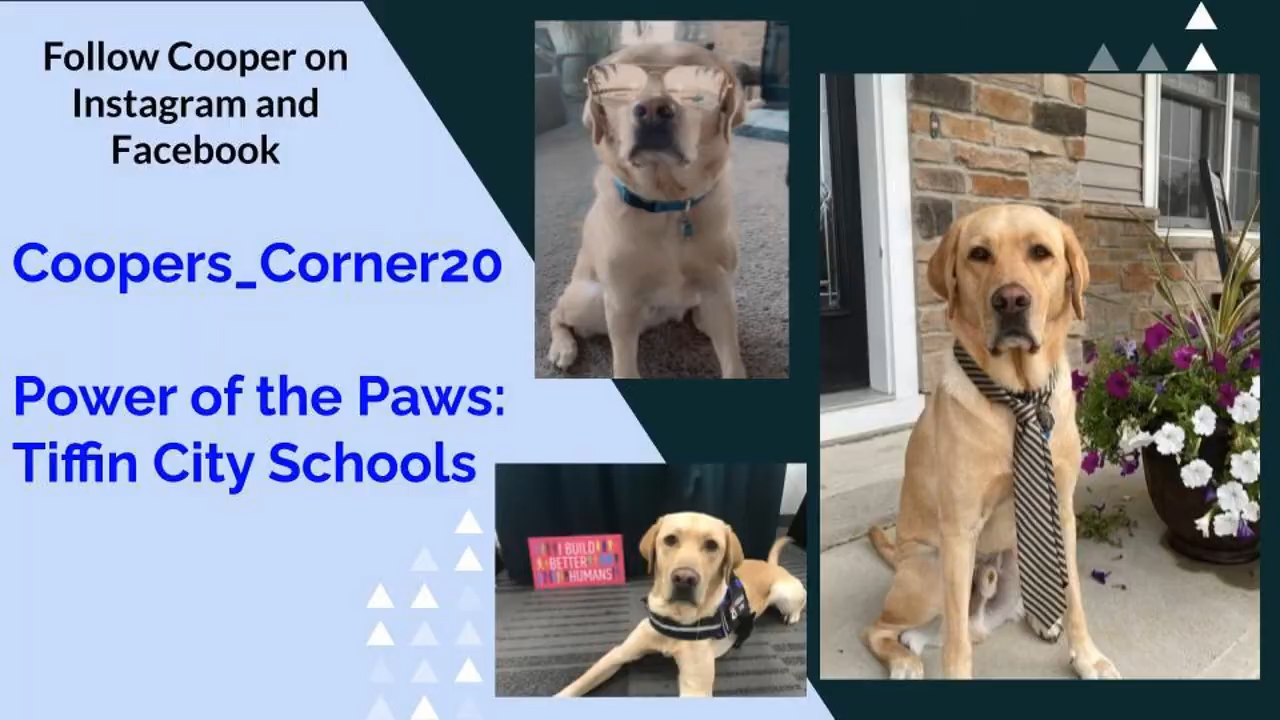 Follow Cooper on
Instagram and
Facebook
Coopers_Corner20
Power of the Paws:
Tiffin City Schools
I BUILD
BETTER
HUMANS